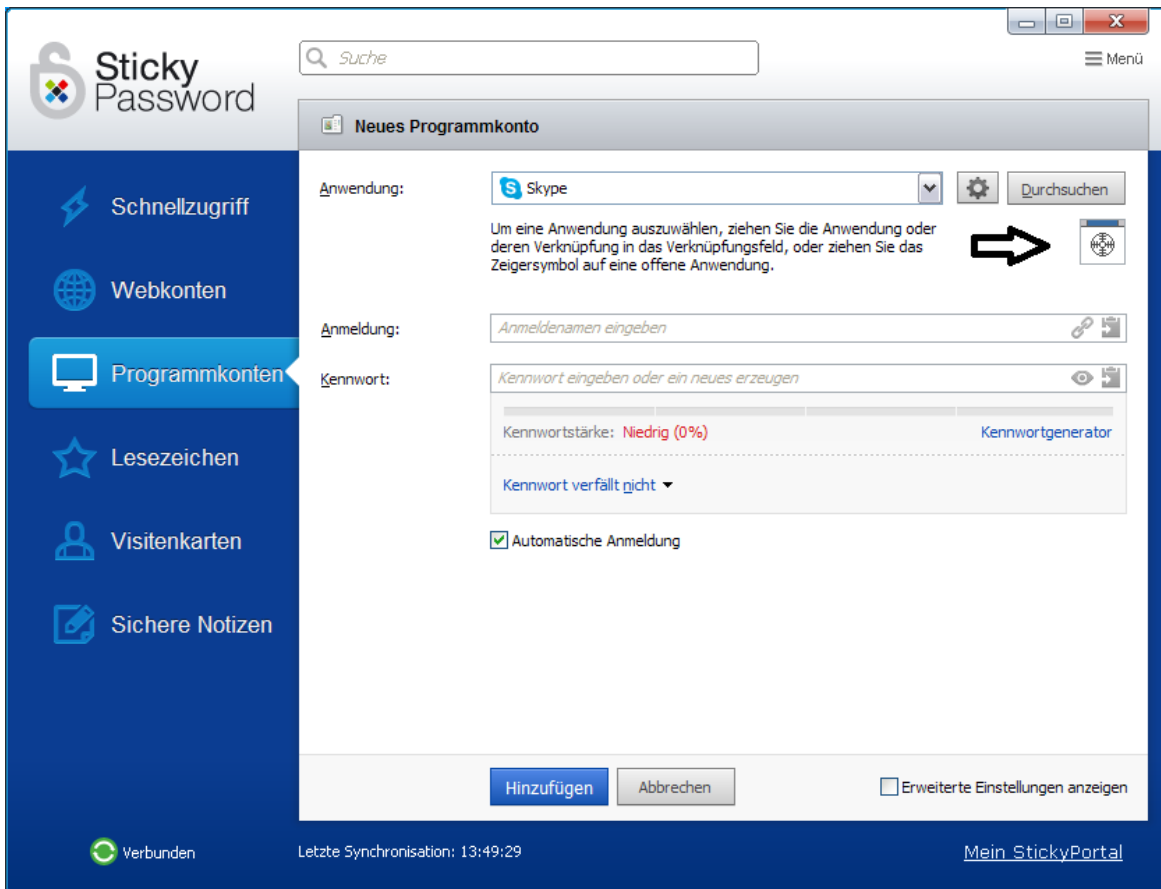 Sticky
Password
Suche
Menü
Neues Programmkonto
Schnellzugriff
Webkonten
Programmkonten
Lesezeichen
Visitenkarten
Sichere Notizen
Anwendung:
S Skype
Durchsuchen
Um eine Anwendung auszuwählen, ziehen Sie die Anwendung oder
deren Verknüpfung in das Verknüpfungsfeld, oder ziehen Sie das
Zeigersymbol auf eine offene Anwendung.
Anmeldung:
Anmeldenamen eingeben
Kennwort:
Kennwort eingeben oder ein neues erzeugen
Kennwortstärke: Niedrig (0%)
Kennwortgenerator
Kennwort verfällt nicht
Automatische Anmeldung
Hinzufügen
Abbrechen
Erweiterte Einstellungen anzeigen
Verbunden
Letzte Synchronisation: 13:49:29
Mein StickyPortal